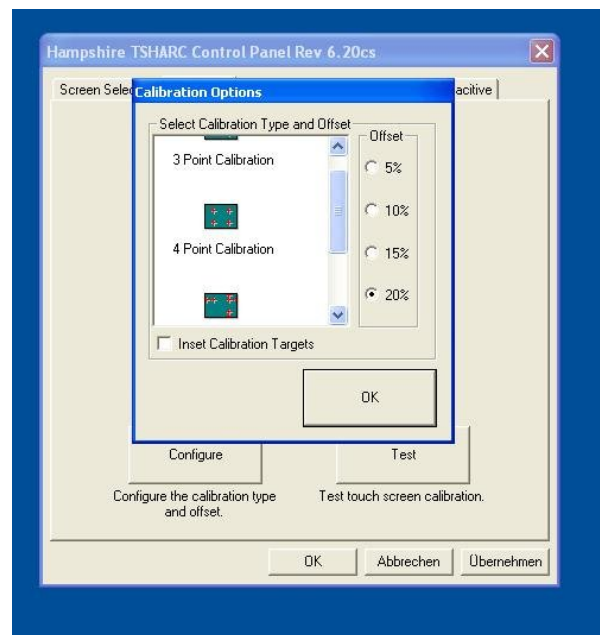 Hampshire TSHARC Control Panel Rev 6.20cs
Screen Selec
acitive
Calibration Options
Select Calibration Type and Offset
3 Point Calibration
4 Point Calibration
Offset
5%
10%
15%
20%
Inset Calibration Targets
OK
Configure
Test
Configure the calibration type
and offset.
Test touch screen calibration.
OK
Abbrechen
Übernehmen